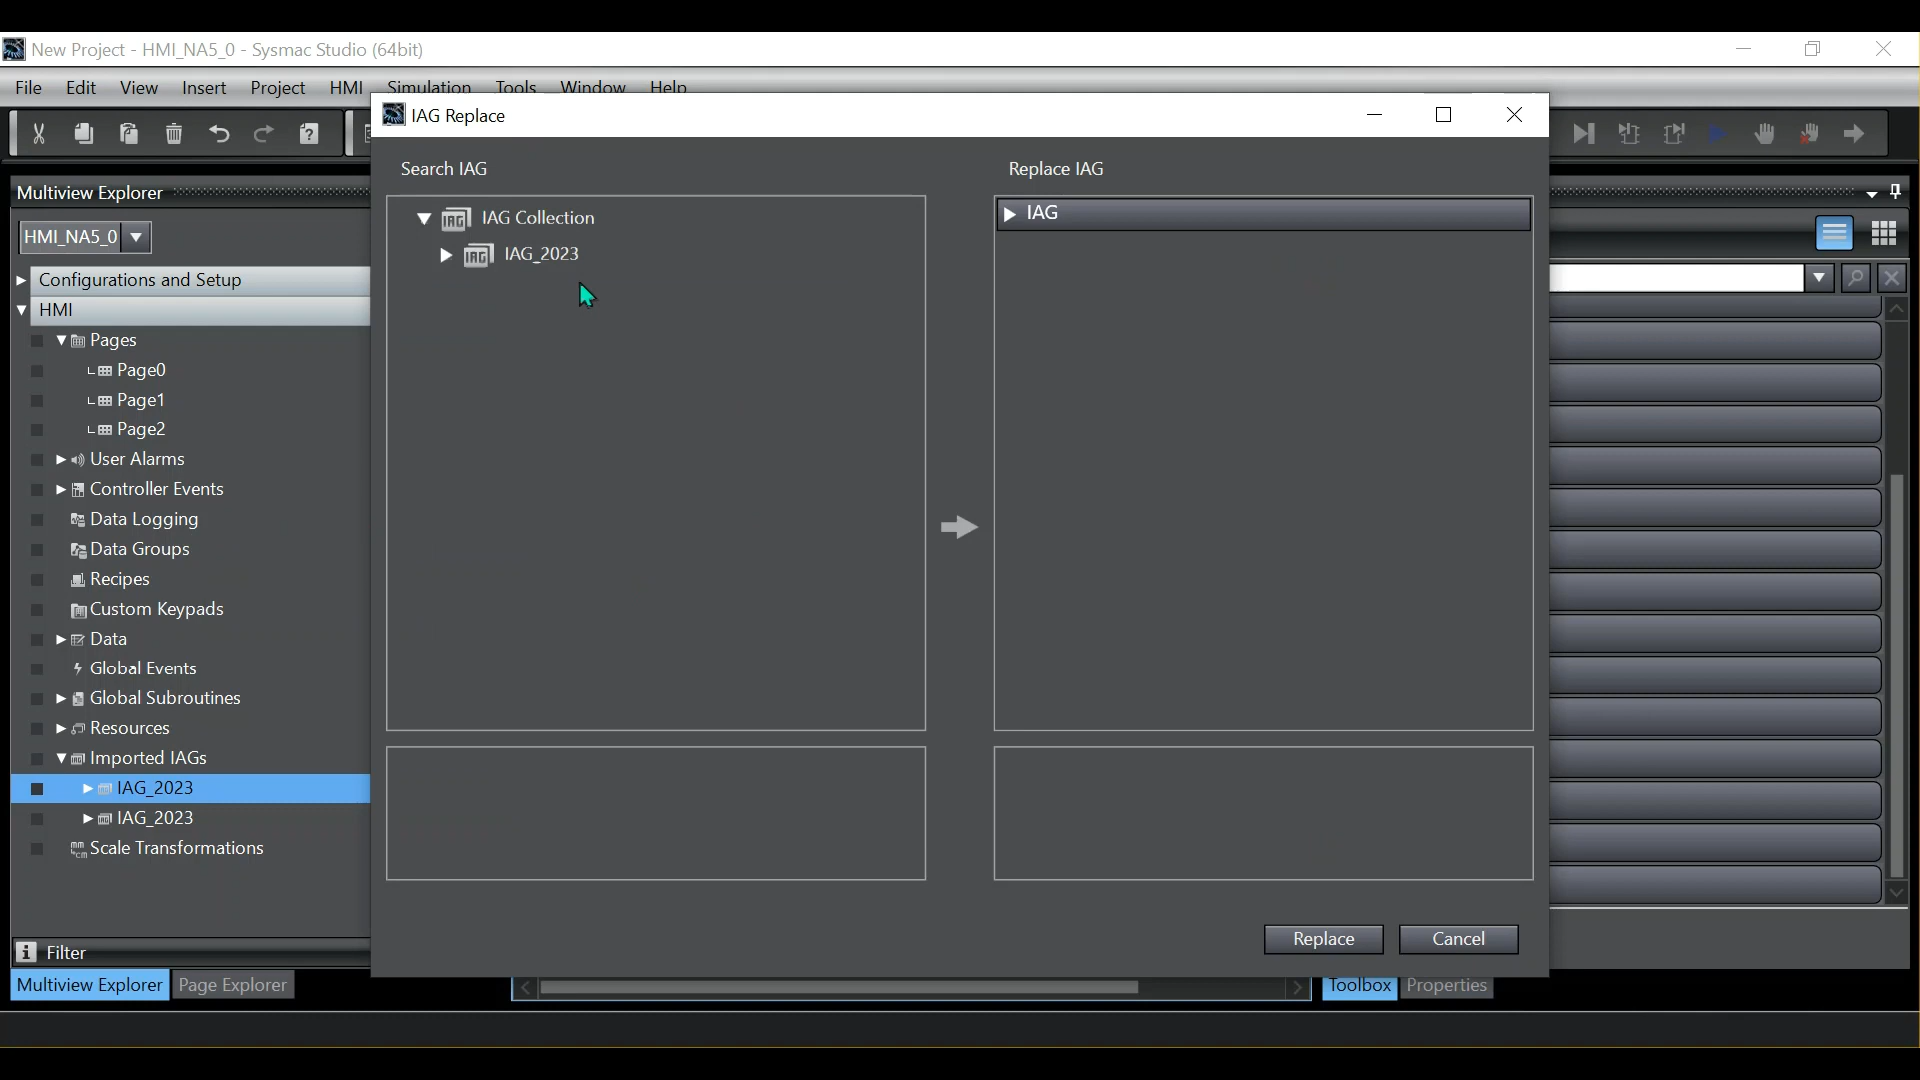 New Project - HMI_NA5_0 - Sysmac Studio (64bit)
File Edit View Insert Project HMI Simulation Tools Window Help
IAG Replace
Search IAG
Replace IAG
IAG Collection
IAG_2023
IAG
Multiview Explorer
HMI_NA5_0
Configurations and Setup
HMI
Pages
Page0
Page1
Page2
User Alarms
Controller Events
Data Logging
Data Groups
Recipes
Custom Keypads
Data
Global Events
Global Subroutines
Resources
Imported IAGs
IAG_2023
IAG_2023
Scale Transformations
Replace Cancel
Filter
Multiview Explorer Page Explorer
Toolbox Properties